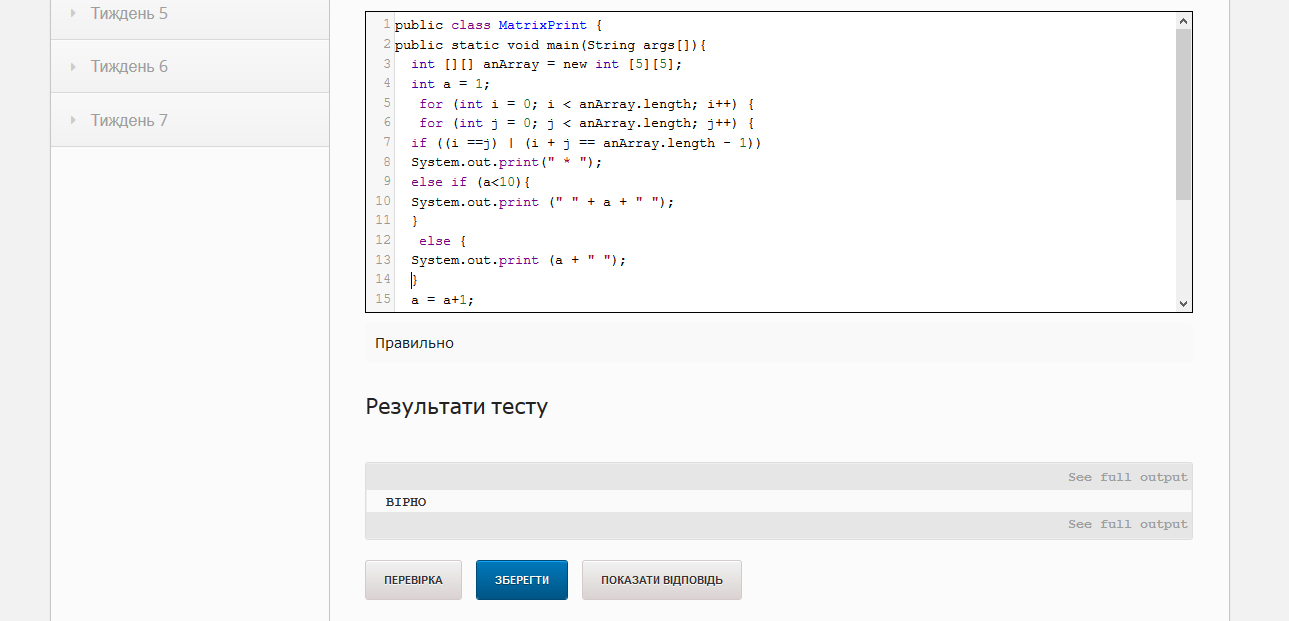 Тиждень 5
Тиждень 6
Тиждень 7
1 public class MatrixPrint {
2 public static void main(String args[]){
3 int [][] anArray = new int [5][5];
4 int a = 1;
5 for (int i = 0; i < anArray.length; i++) {
6 for (int j = 0; j < anArray.length; j++) {
7 if ((i ==j) | (i + j == anArray.length - 1))
8 System.out.print(" * ");
9 else if (a<10){
10 System.out.print (" " + a + " ");
11 }
12 else {
13 System.out.print (a + " ");
14 }
15 a = a+1;
Правильно
Результати тесту
See full output
ВІРНО
See full output
ПЕРЕВІРКА
ЗБЕРЕГТИ
ПОКАЗАТИ ВІДПОВІДЬ